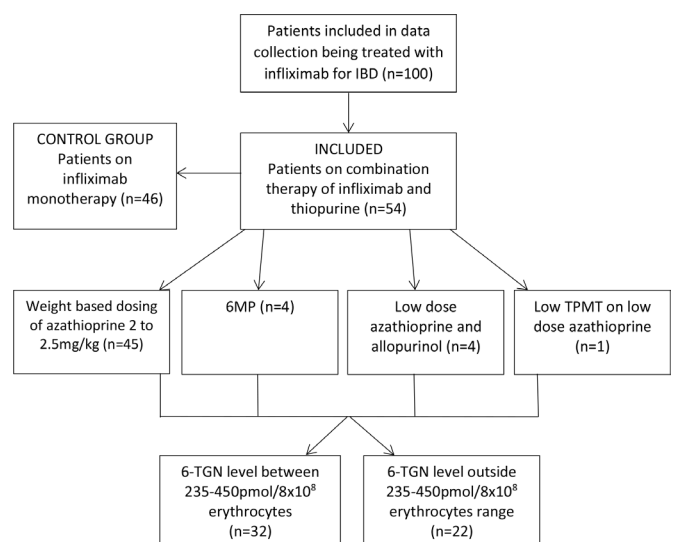 Patients included in data
collection being treated with
infliximab for IBD (n=100)
CONTROL GROUP
Patients on
infliximab
monotherapy (n=46)
INCLUDED
Patients on combination
therapy of infliximab and
thiopurine (n=54)
Weight based dosing
of azathioprine 2 to
2.5mg/kg (n=45)
6MP (n=4)
Low dose
azathioprine and
allopurinol (n=4)
Low TPMT on low
dose azathioprine
(n=1)
6-TGN level between
235-450pmol/8x10⁸
erythrocytes
(n=32)
6-TGN level outside
235-450pmol/8x10⁸
erythrocytes range
(n=22)